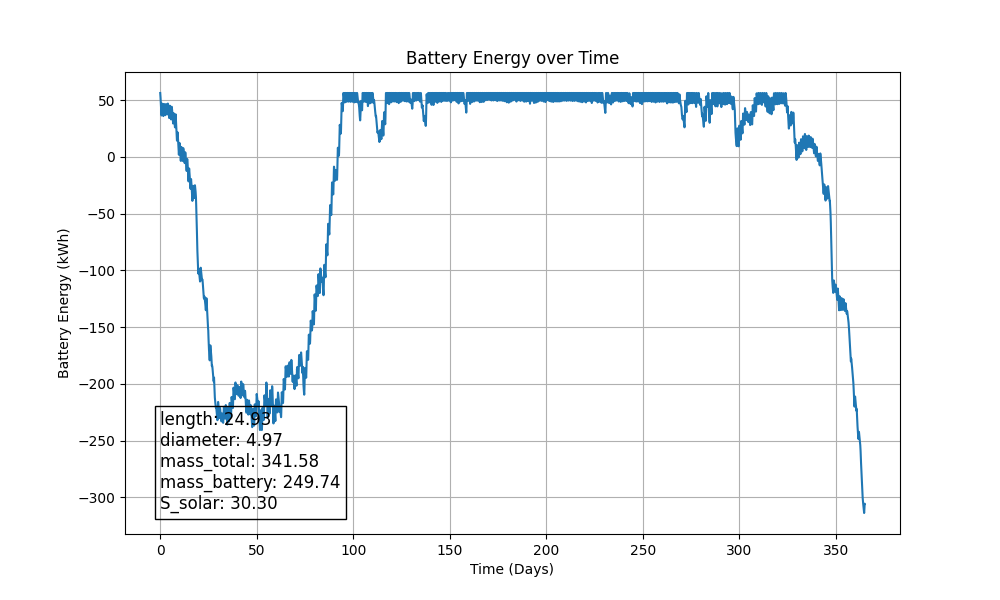 Battery Energy over Time
Battery Energy (kWh)
50
0
−50
−100
−150
−200
−250
−300
length: 24.93
diameter: 4.97
mass_total: 341.58
mass_battery: 249.74
S_solar: 30.30
0
50
100
150
200
250
300
350
Time (Days)